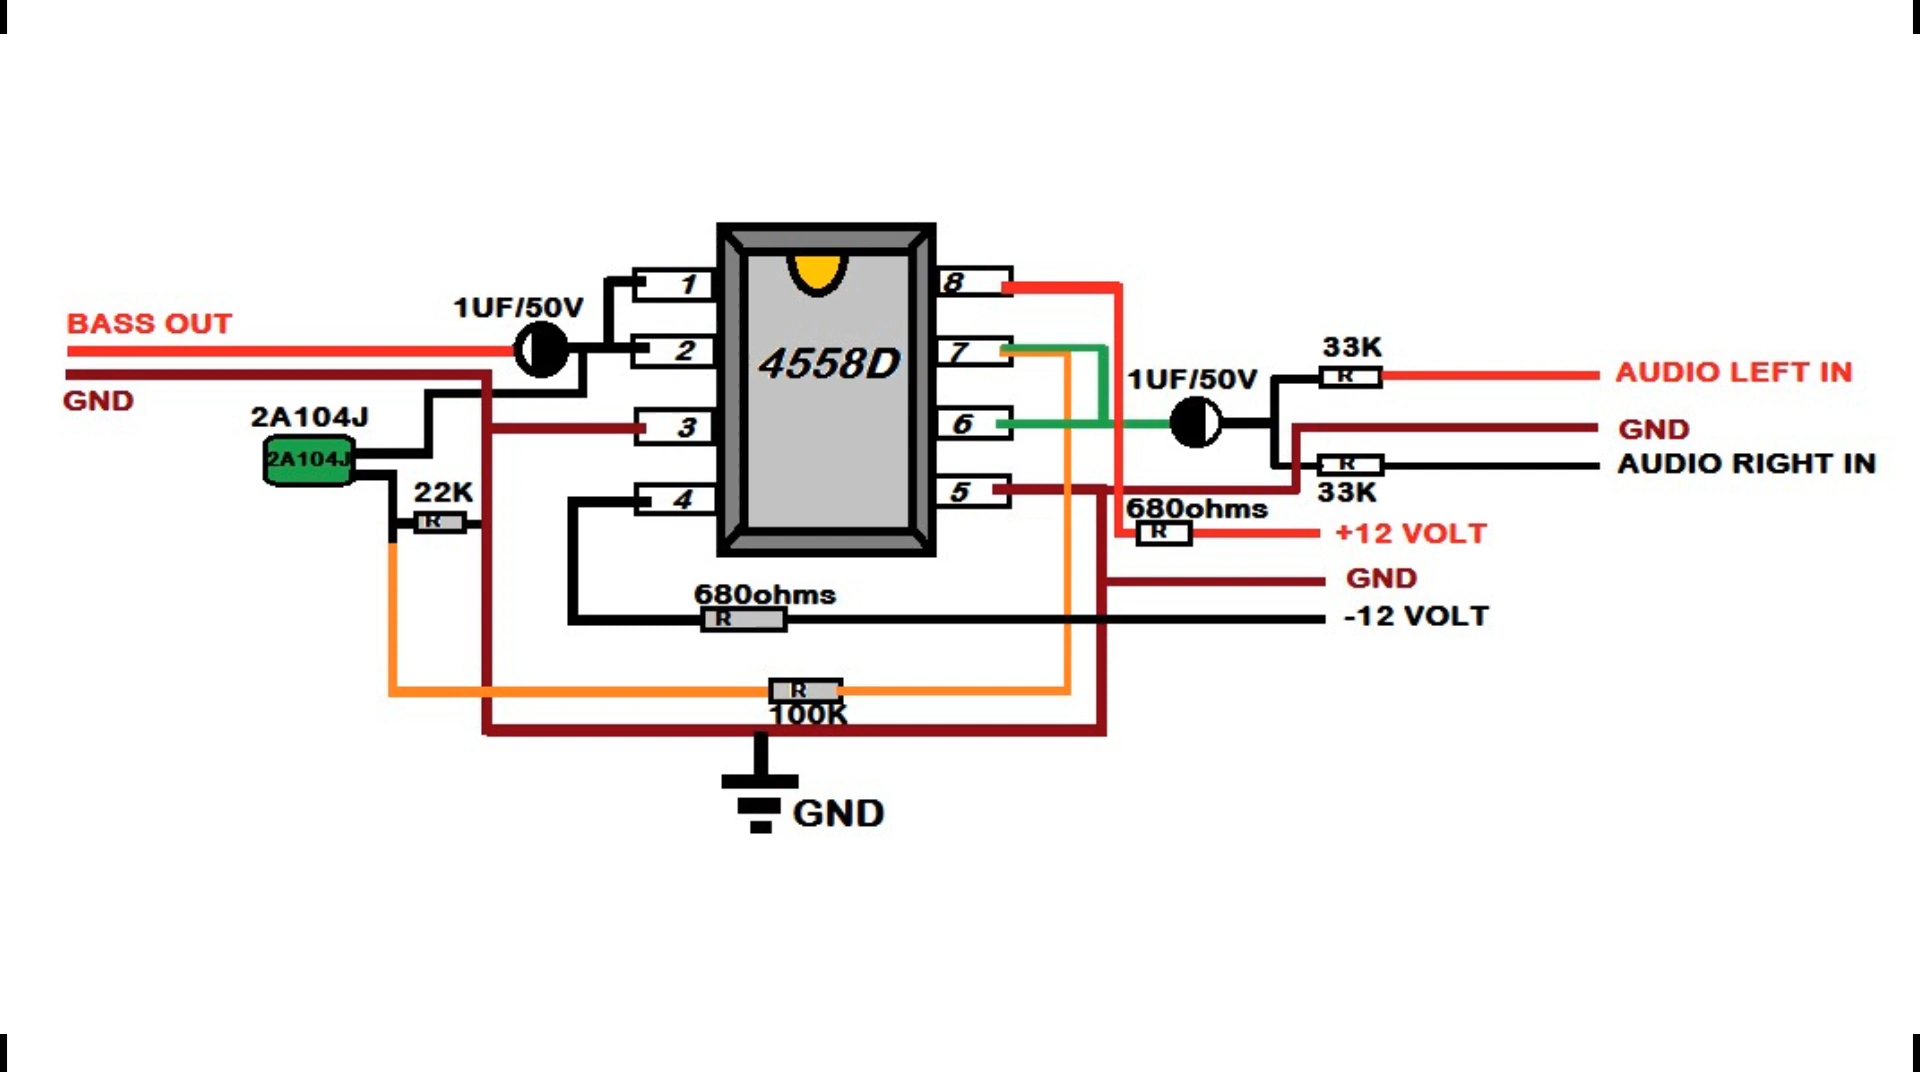 BASS OUT
GND
1UF/50V
2A104J
2A104J
22K
R
1
2
3
4
4558D
8
7
6
5
1UF/50V
33K
R
AUDIO LEFT IN
GND
R
AUDIO RIGHT IN
33K
680ohms
R
+12 VOLT
GND
680ohms
R
-12 VOLT
R
100K
GND